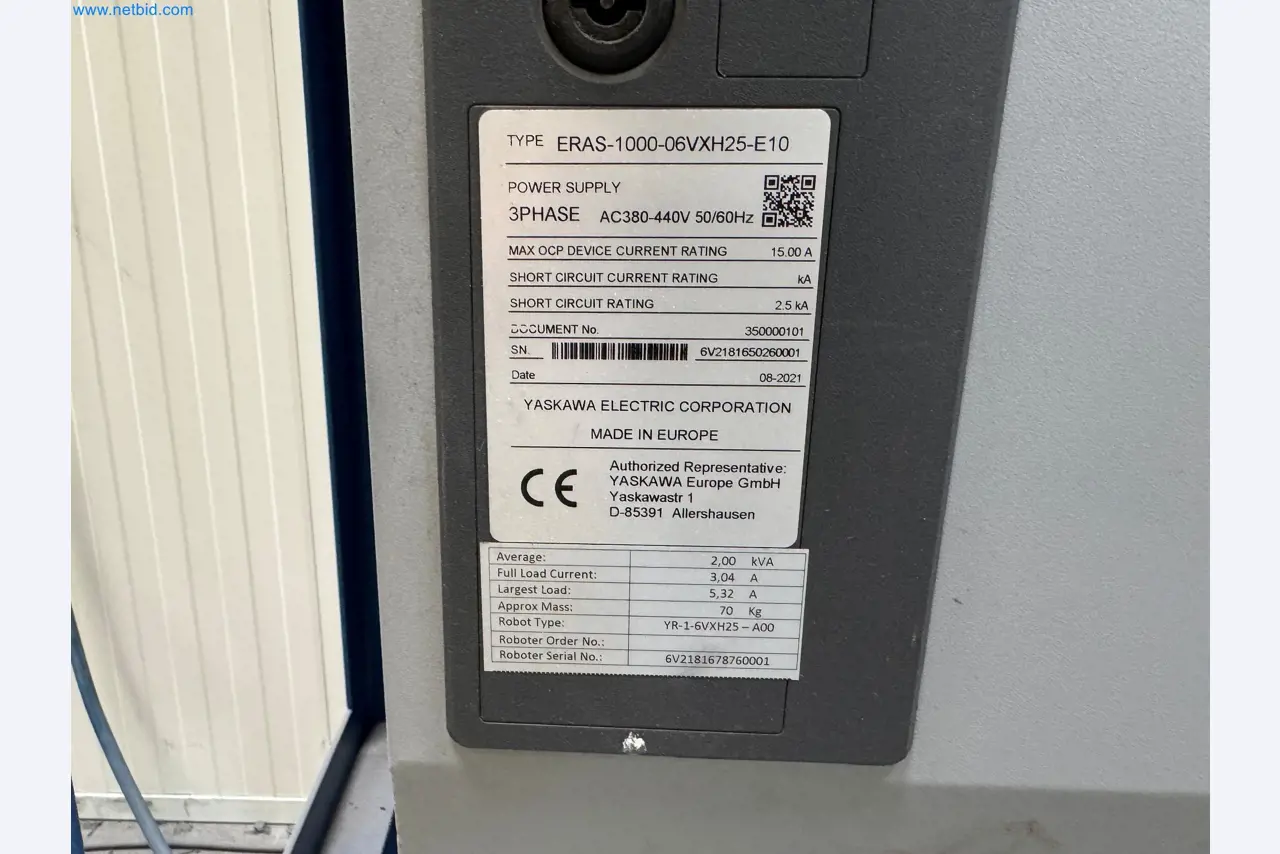 www.netbid.com
TYPE ERAS-1000-06VXH25-E10
POWER SUPPLY
3PHASE AC380-440V 50/60Hz
MAX OCP DEVICE CURRENT RATING 15.00 A
SHORT CIRCUIT CURRENT RATING kA
SHORT CIRCUIT RATING 2.5 kA
DOCUMENT No. 350000101
SN. 6V2181650260001
Date 08-2021
YASKAWA ELECTRIC CORPORATION
MADE IN EUROPE
CE
Authorized Representative:
YASKAWA Europe GmbH
Yaskawastr 1
D-85391 Allershausen
Average: 2,00 kVA
Full Load Current: 3,04 A
Largest Load: 5,32 A
Approx Mass: 70 Kg
Robot Type: YR-1-6VXH25 – A00
Roboter Order No.:
Roboter Serial No.: 6V2181678760001